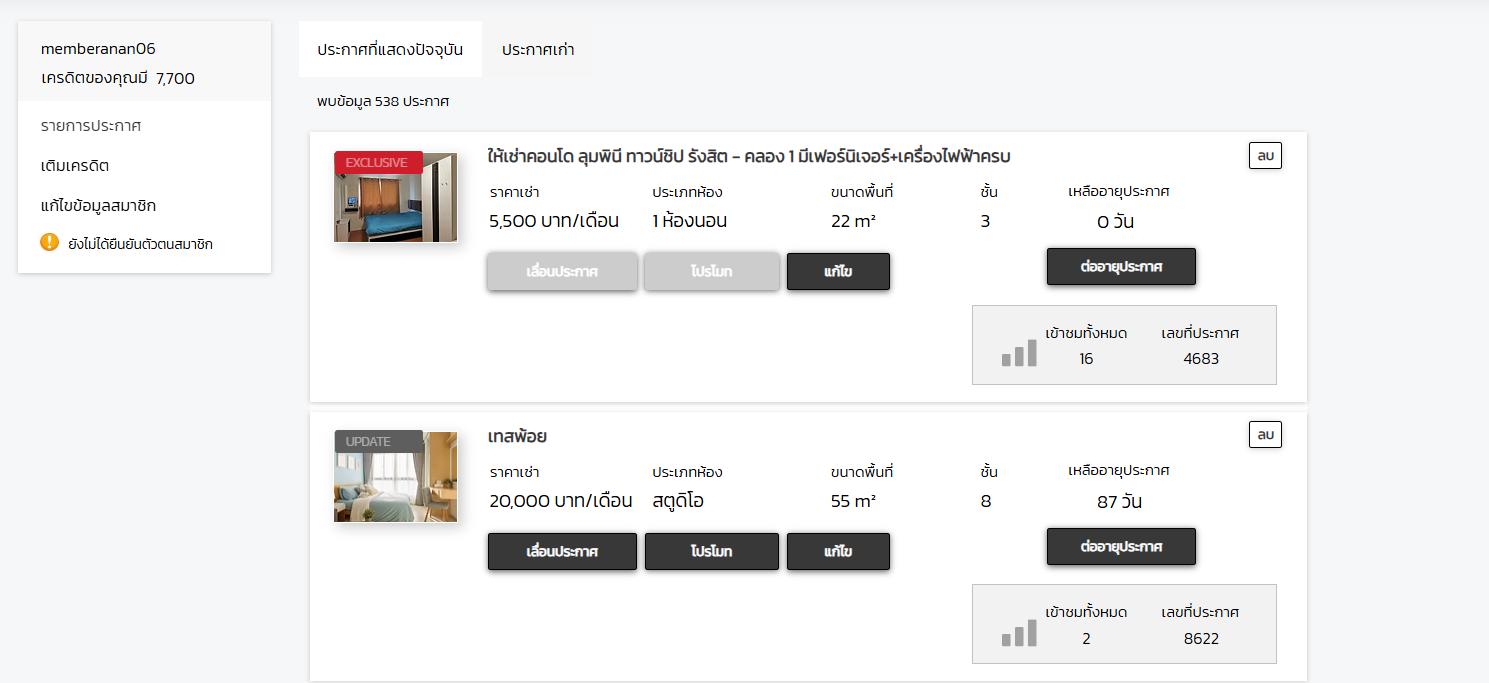 memberanan06
เครดิตของคุณมี 7,700
รายการประกาศ
เติมเครดิต
แก้ไขข้อมูลสมาชิก
ยังไม่ได้ยืนยันตัวตนสมาชิก
ประกาศที่แสดงปัจจุบัน ประกาศเก่า
พบข้อมูล 538 ประกาศ
EXCLUSIVE
ให้เช่าคอนโด ลุมพินี ทาวน์ชิป รังสิต - คลอง 1 มีเฟอร์นิเจอร์+เครื่องไฟฟ้าครบ
ลบ
ราคาเช่า ประเภทห้อง ขนาดพื้นที่ ชั้น เหลืออายุประกาศ
5,500 บาท/เดือน 1 ห้องนอน 22 m² 3 0 วัน
เลื่อนประกาศ โปรโมท แก้ไข ต่ออายุประกาศ
เข้าชมทั้งหมด เลขที่ประกาศ
16 4683
UPDATE
เทสพ้อย
ลบ
ราคาเช่า ประเภทห้อง ขนาดพื้นที่ ชั้น เหลืออายุประกาศ
20,000 บาท/เดือน สตูดิโอ 55 m² 8 87 วัน
เลื่อนประกาศ โปรโมท แก้ไข ต่ออายุประกาศ
เข้าชมทั้งหมด เลขที่ประกาศ
2 8622